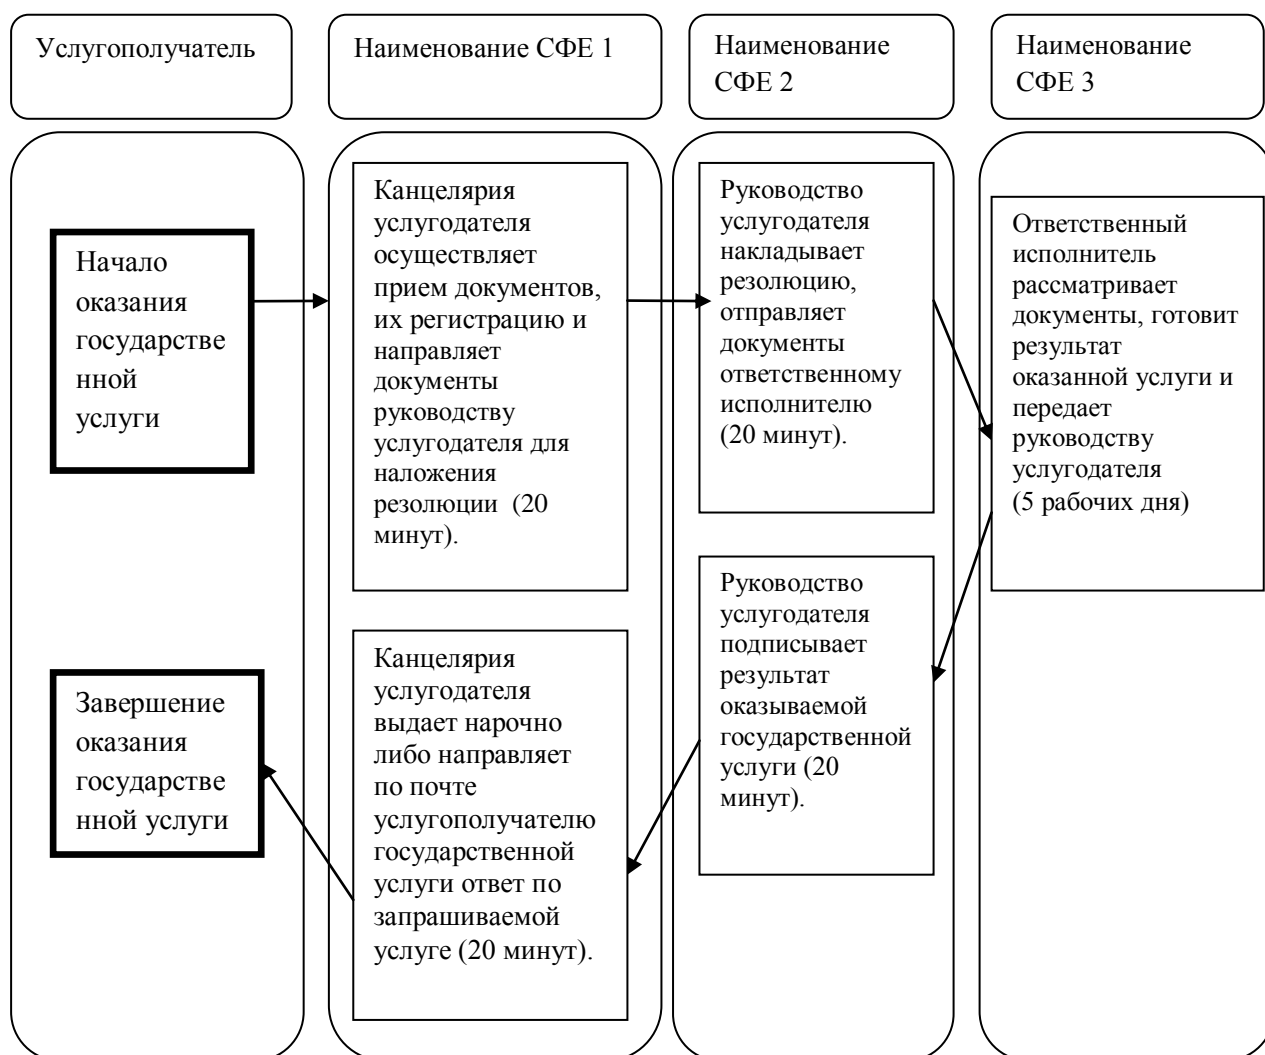 Услугополучатель
Наименование СФЕ 1
Наименование
СФЕ 2
Наименование
СФЕ 3
Начало
оказания
государстве
нной
услуги
Канцелярия
услугодателя
осуществляет
прием документов,
их регистрацию и
направляет
документы
руководству
услугодателя для
наложения
резолюции (20
минут).
Руководство
услугодателя
накладывает
резолюцию,
отправляет
документы
ответственному
исполнителю
(20 минут).
Ответственный
исполнитель
рассматривает
документы, готовит
результат
оказанной услуги и
передает
руководству
услугодателя
(5 рабочих дня)
Руководство
услугодателя
подписывает
результат
оказываемой
государственной
услуги (20
минут).
Канцелярия
услугодателя
выдает нарочно
либо направляет
по почте
услугополучателю
государственной
услуги ответ по
запрашиваемой
услуге (20 минут).
Завершение
оказания
государстве
нной услуги